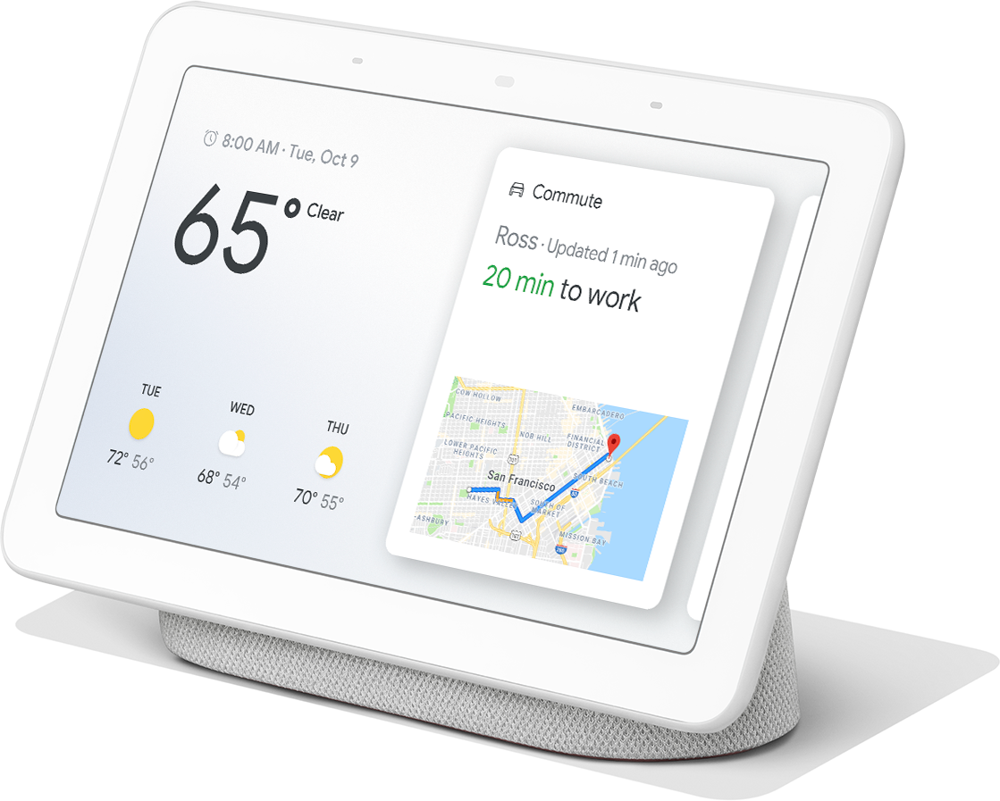 8:00 AM · Tue, Oct 9
65° Clear
TUE
72° 56°
WED
68° 54°
THU
70° 55°
Commute
Ross · Updated 1 min ago
20 min to work
COW HOLLOW
EMBARCADERO
PACIFIC HEIGHTS
NOB HILL
FINANCIAL
DISTRICT
LOWER PACIFIC
HEIGHTS
101
San Francisco
SOUTH BEACH
80
HAYES VALLEY
SOUTH OF
MARKET
-ASHBURY
101
MISSION BAY
280